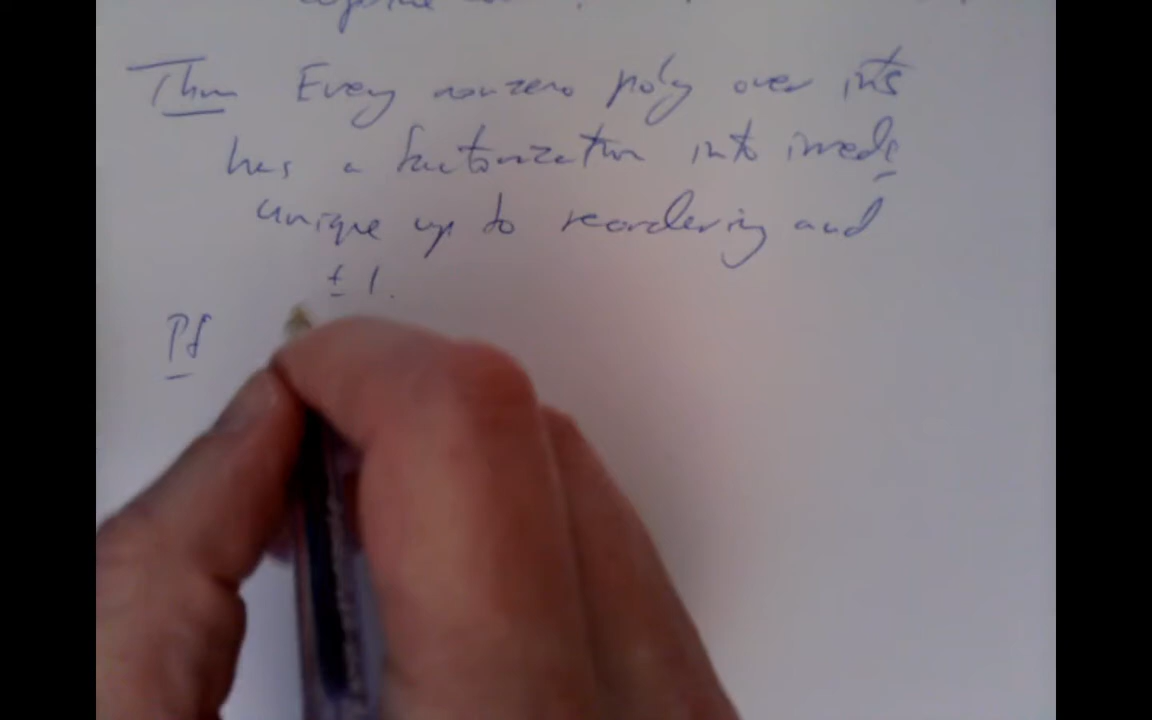 Thm Every nonzero poly over ints
has a factorization into irreds
unique up to reordering and
± 1.
Pf